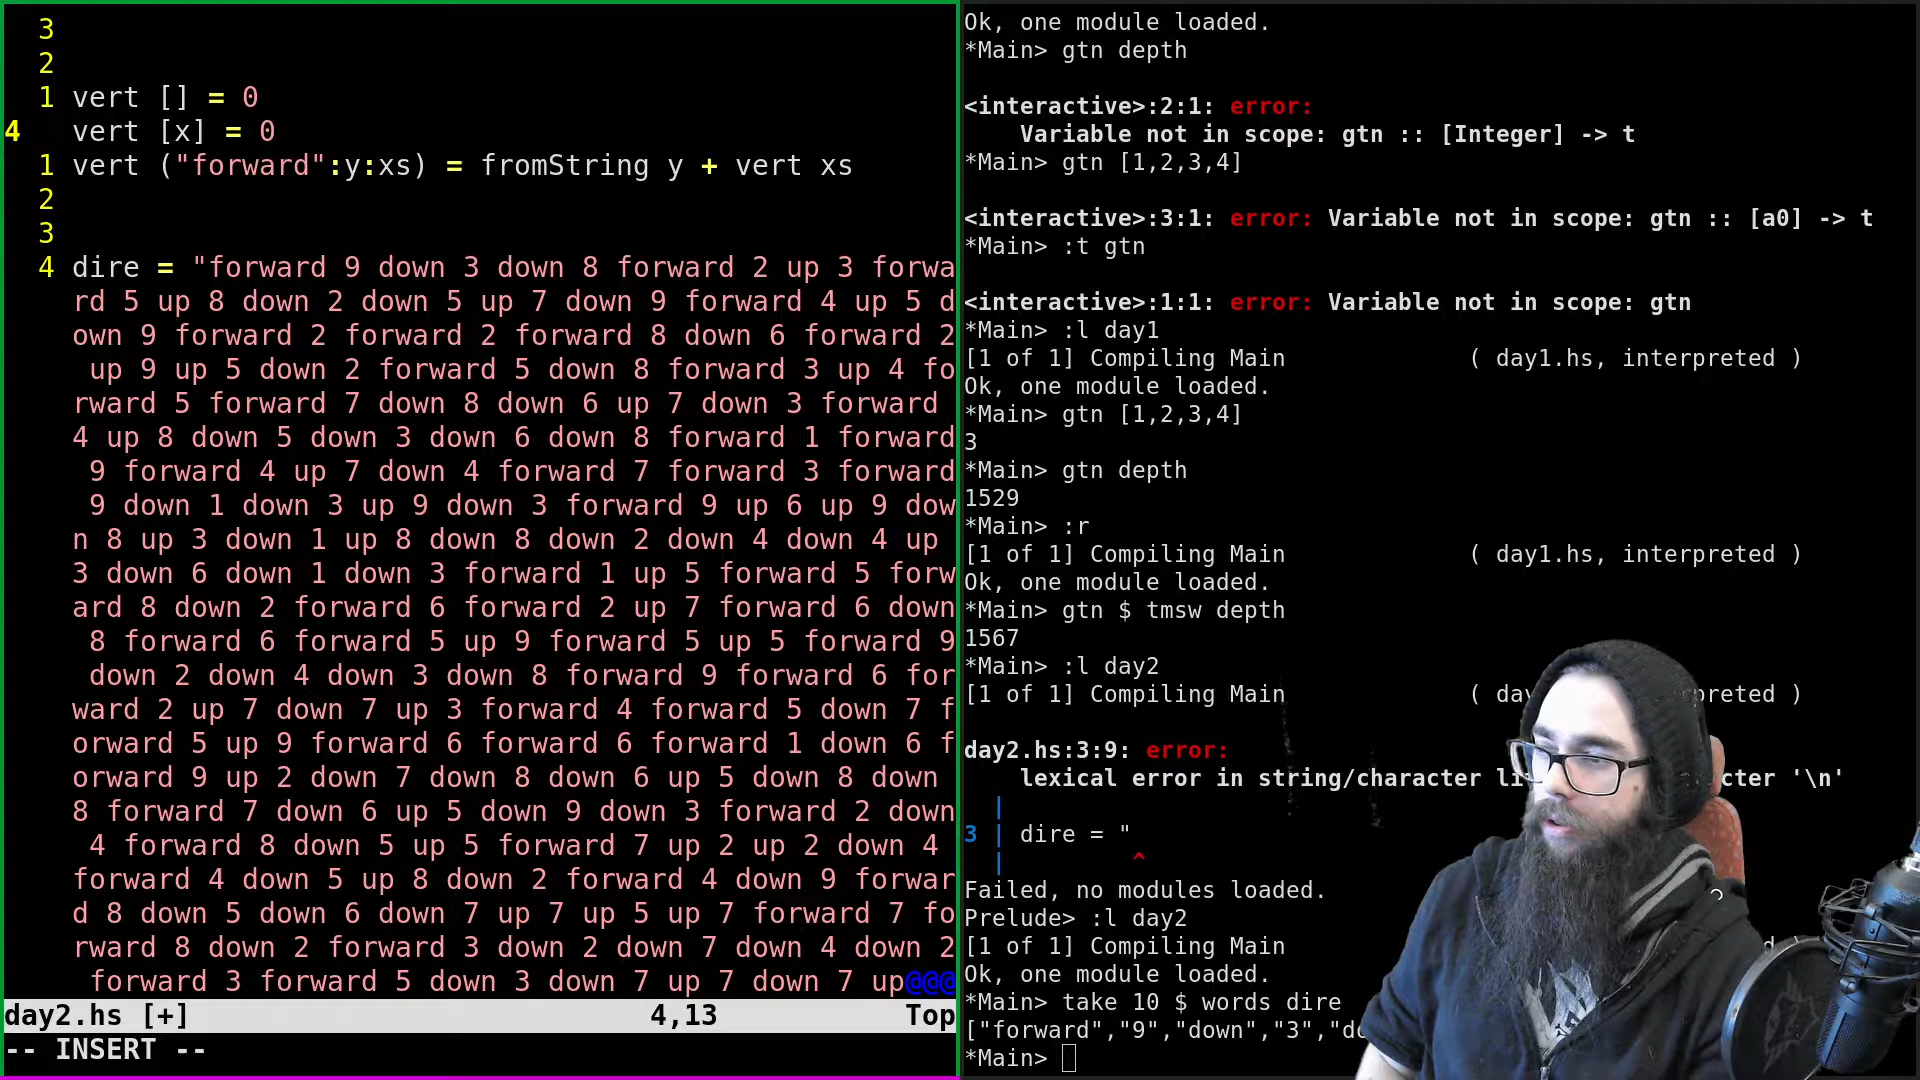 3
2
1 vert [] = 0
4 vert [x] = 0
1 vert ("forward":y:xs) = fromString y + vert xs
2
3
4 dire = "forward 9 down 3 down 8 forward 2 up 3 forwa
rd 5 up 8 down 2 down 5 up 7 down 9 forward 4 up 5 d
own 9 forward 2 forward 2 forward 8 down 6 forward 2
up 9 up 5 down 2 forward 5 down 8 forward 3 up 4 fo
rward 5 forward 7 down 8 down 6 up 7 down 3 forward
4 up 8 down 5 down 3 down 6 down 8 forward 1 forward
9 forward 4 up 7 down 4 forward 7 forward 3 forward
9 down 1 down 3 up 9 down 3 forward 9 up 6 up 9 dow
n 8 up 3 down 1 up 8 down 8 down 2 down 4 down 4 up
3 down 6 down 1 down 3 forward 1 up 5 forward 5 forw
ard 8 down 2 forward 6 forward 2 up 7 forward 6 down
8 forward 6 forward 5 up 9 forward 5 up 5 forward 9
down 2 down 4 down 3 down 8 forward 9 forward 6 for
ward 2 up 7 down 7 up 3 forward 4 forward 5 down 7 f
orward 5 up 9 forward 6 forward 6 forward 1 down 6 f
orward 9 up 2 down 7 down 8 down 6 up 5 down 8 down
8 forward 7 down 6 up 5 down 9 down 3 forward 2 down
4 forward 8 down 5 up 5 forward 7 up 2 up 2 down 4
forward 4 down 5 up 8 down 2 forward 4 down 9 forwar
d 8 down 5 down 6 down 7 up 7 up 5 up 7 forward 7 fo
rward 8 down 2 forward 3 down 2 down 7 down 4 down 2
forward 3 forward 5 down 3 down 7 up 7 down 7 up@@@
day2.hs [+] 4,13 Top
-- INSERT --
Ok, one module loaded.
*Main> gtn depth
<interactive>:2:1: error:
Variable not in scope: gtn :: [Integer] -> t
*Main> gtn [1,2,3,4]
<interactive>:3:1: error: Variable not in scope: gtn :: [a0] -> t
*Main> :t gtn
<interactive>:1:1: error: Variable not in scope: gtn
*Main> :l day1
[1 of 1] Compiling Main ( day1.hs, interpreted )
Ok, one module loaded.
*Main> gtn [1,2,3,4]
3
*Main> gtn depth
1529
*Main> :r
[1 of 1] Compiling Main ( day1.hs, interpreted )
Ok, one module loaded.
*Main> gtn $ tmsw depth
1567
*Main> :l day2
[1 of 1] Compiling Main ( day preted )
day2.hs:3:9: error:
lexical error in string/character li cter '\n'
|
3 | dire = "
| ^
Failed, no modules loaded.
Prelude> :l day2
[1 of 1] Compiling Main
Ok, one module loaded.
*Main> take 10 $ words dire
["forward","9","down","3","do
*Main>